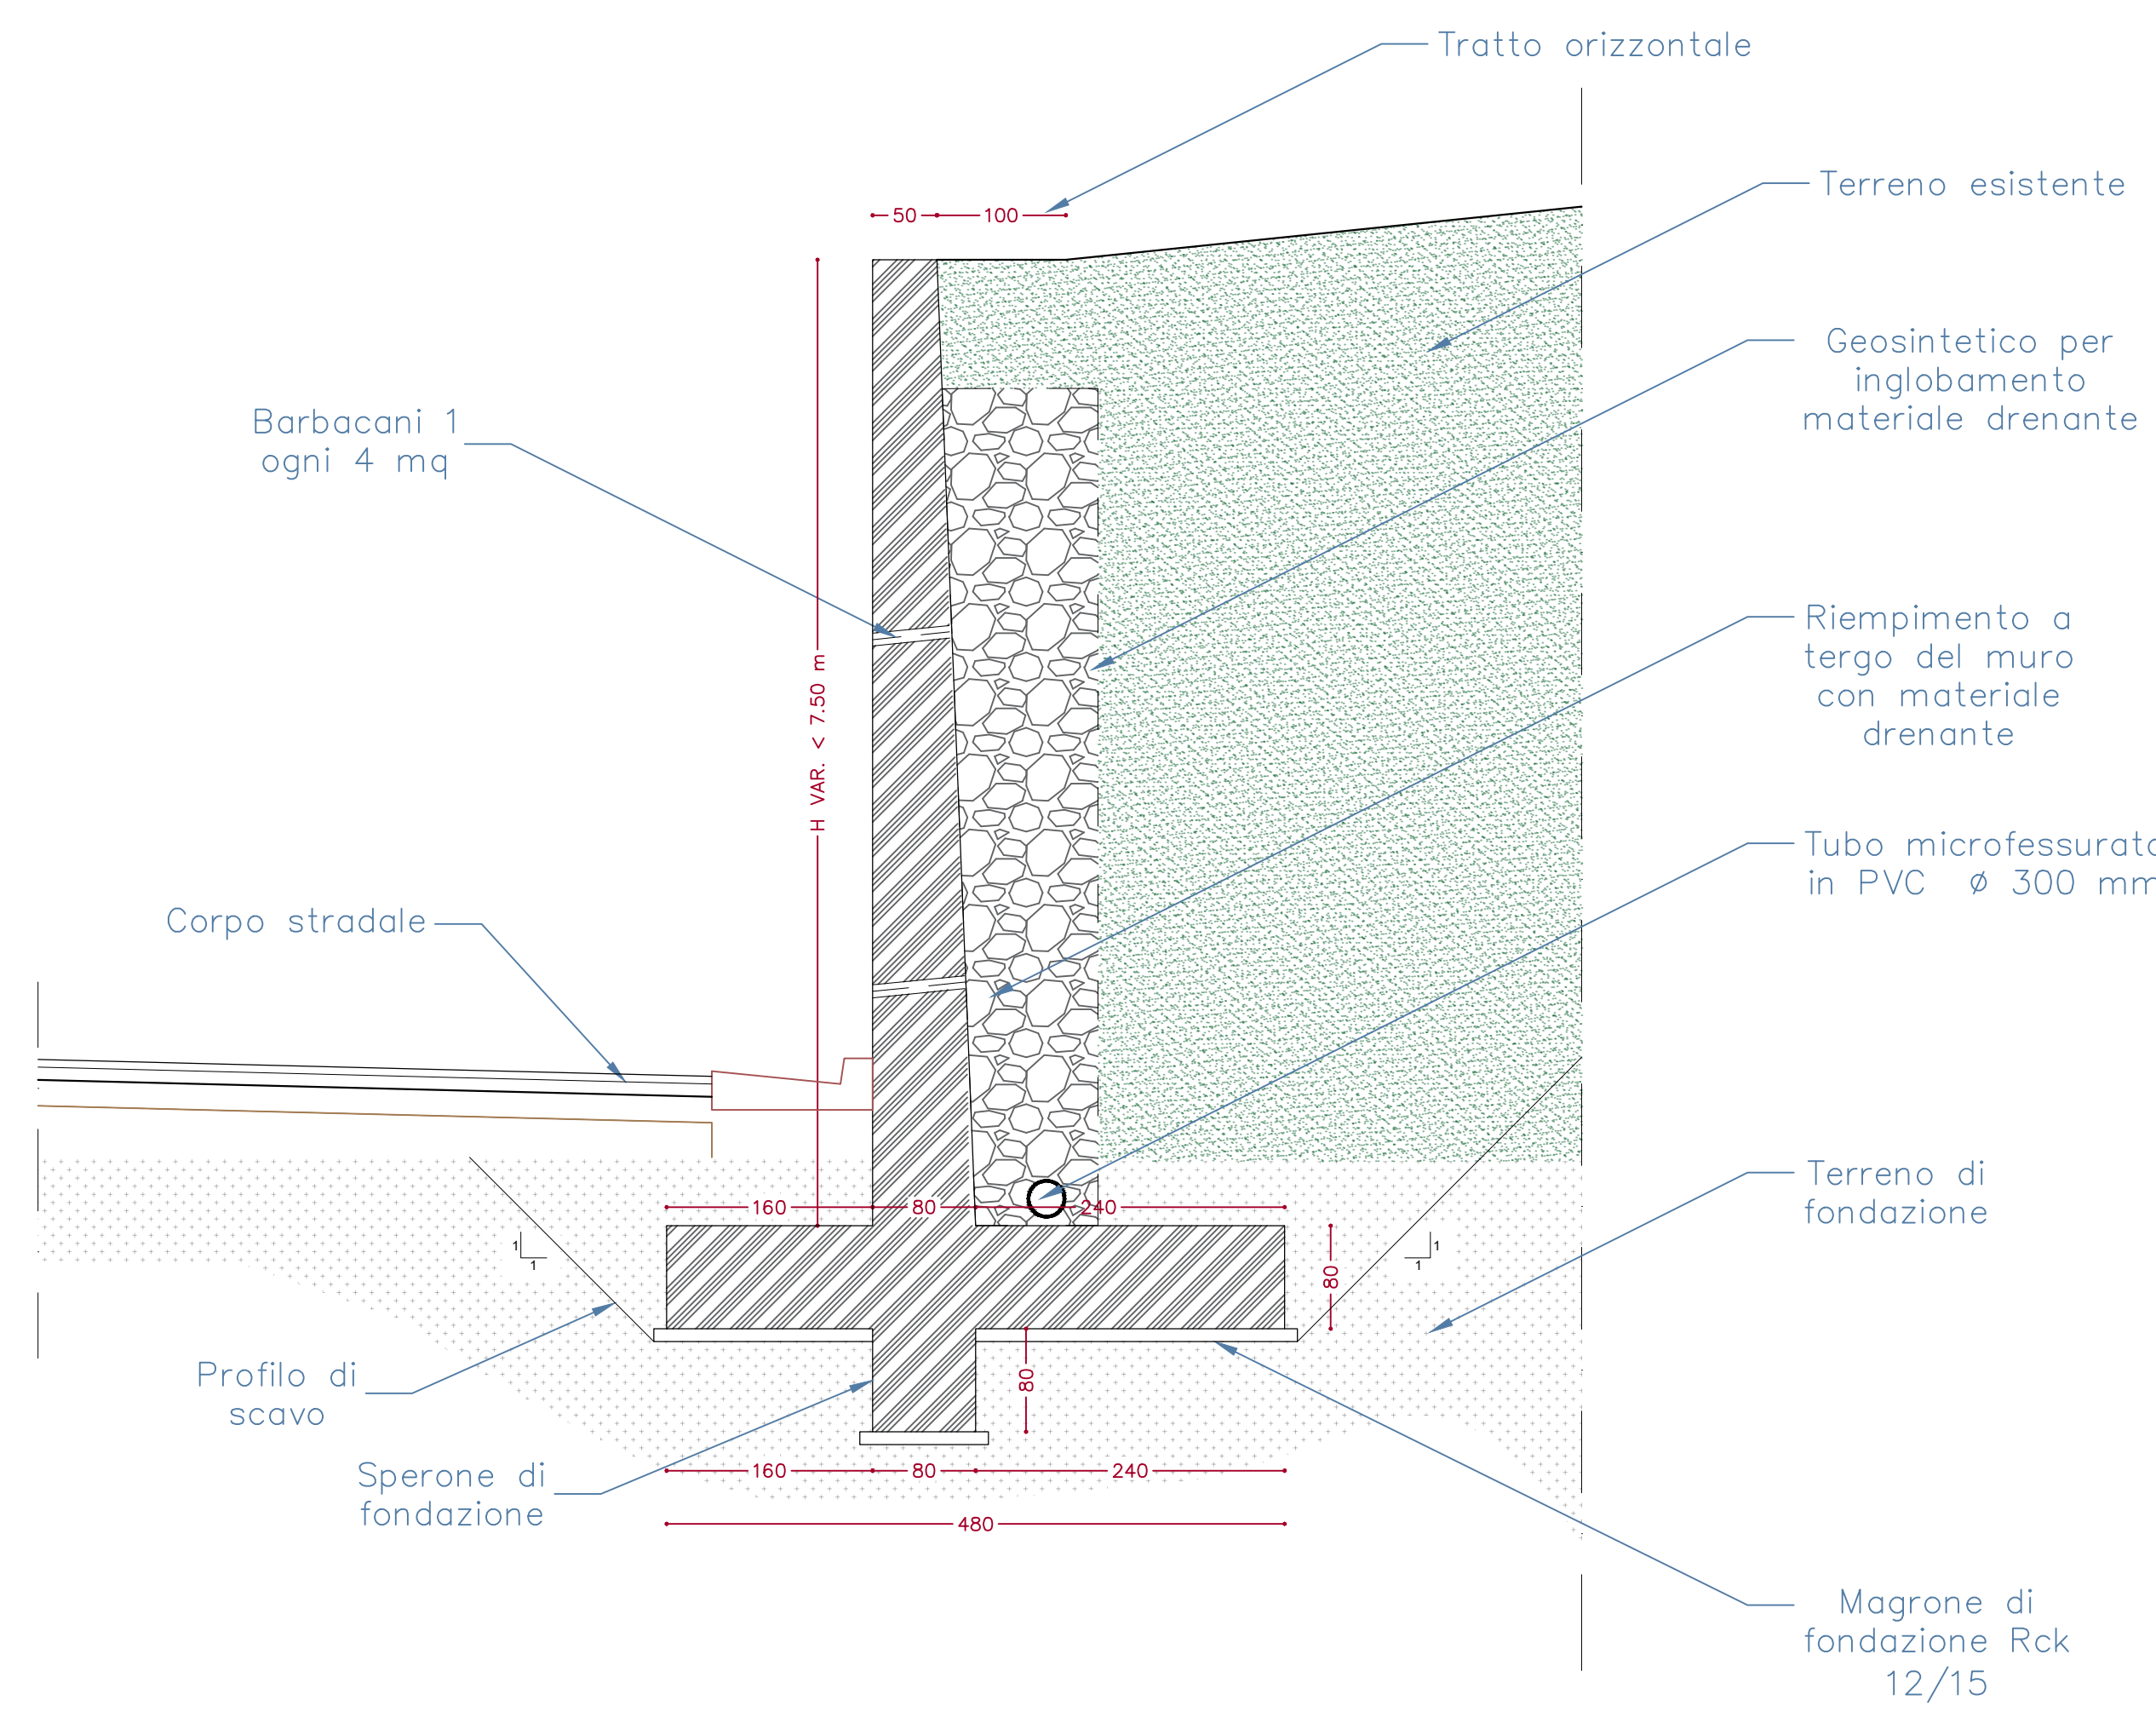 Tratto orizzontale
Terreno esistente
50
100
Geosintetico per
inglobamento
materiale drenante
Barbacani 1
ogni 4 mq
Riempimento a
tergo del muro
con materiale
drenante
H VAR. < 7.50 m
Tubo microfessurato
in PVC ø 300 mm
Corpo stradale
Terreno di
fondazione
160
80
240
1
1
80
1
1
Profilo di
scavo
80
Sperone di
fondazione
160
80
240
480
Magrone di
fondazione Rck
12/15